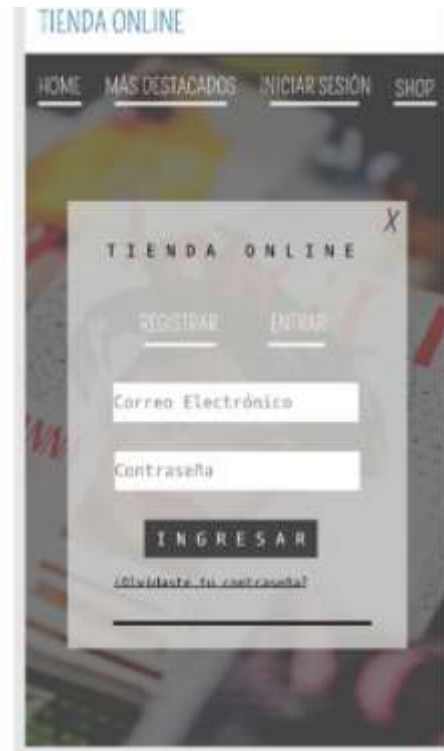 TIENDA ONLINE
HOME MÁS DESTACADOS INICIAR SESIÓN SHOP
X
TIENDA ONLINE
REGISTRAR ENTRAR
Correo Electrónico
Contraseña
INGRESAR
¿Olvidaste tu contraseña?